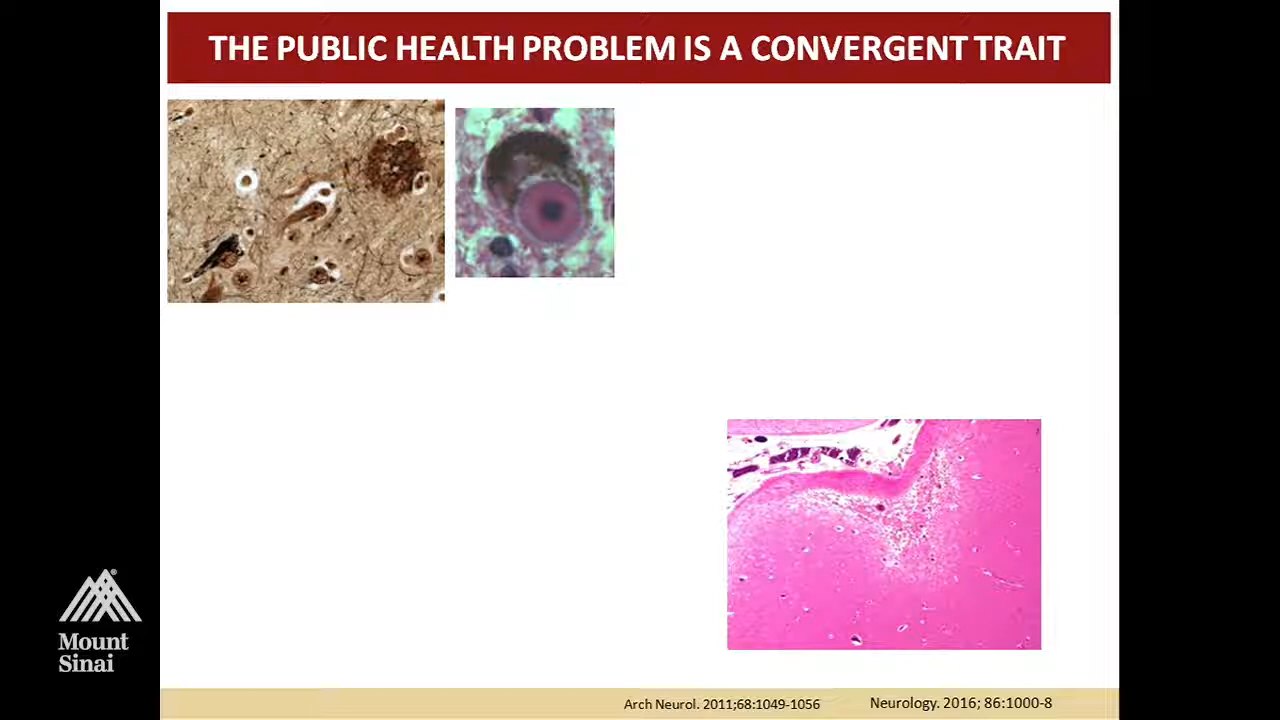 THE PUBLIC HEALTH PROBLEM IS A CONVERGENT TRAIT
Mount
Sinai
®
Arch Neurol. 2011;68:1049-1056
Neurology. 2016; 86:1000-8